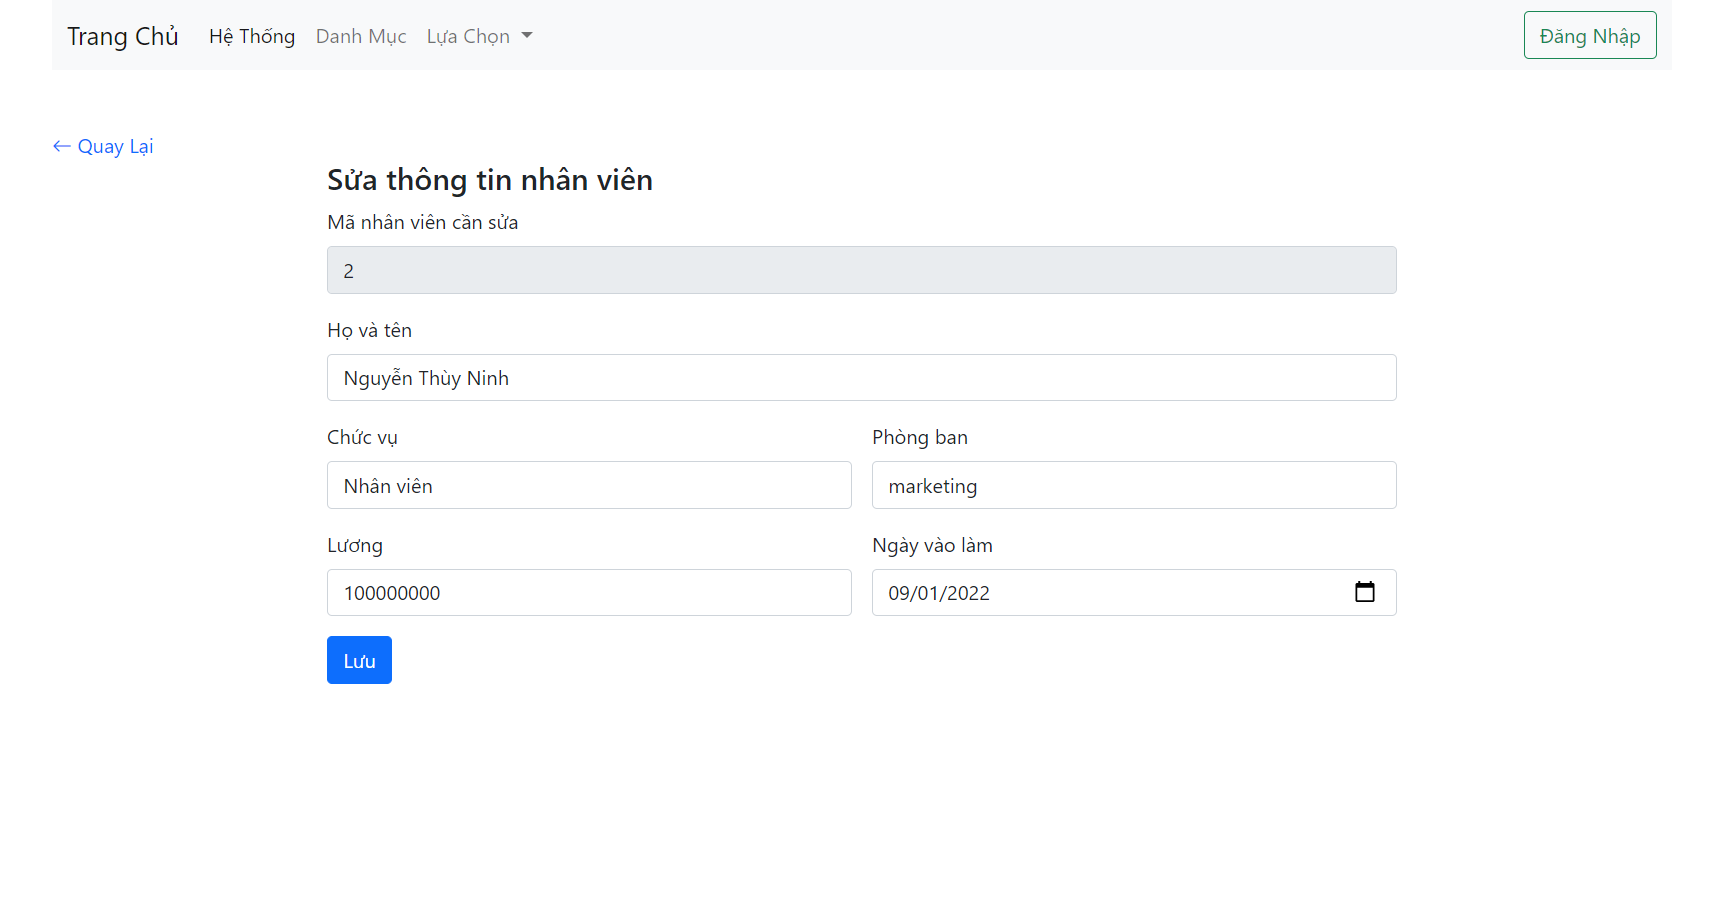 Trang Chủ Hệ Thống Danh Mục Lựa Chọn Đăng Nhập
← Quay Lại
Sửa thông tin nhân viên
Mã nhân viên cần sửa
2
Họ và tên
Nguyễn Thùy Ninh
Chức vụ Phòng ban
Nhân viên marketing
Lương Ngày vào làm
100000000 09/01/2022
Lưu